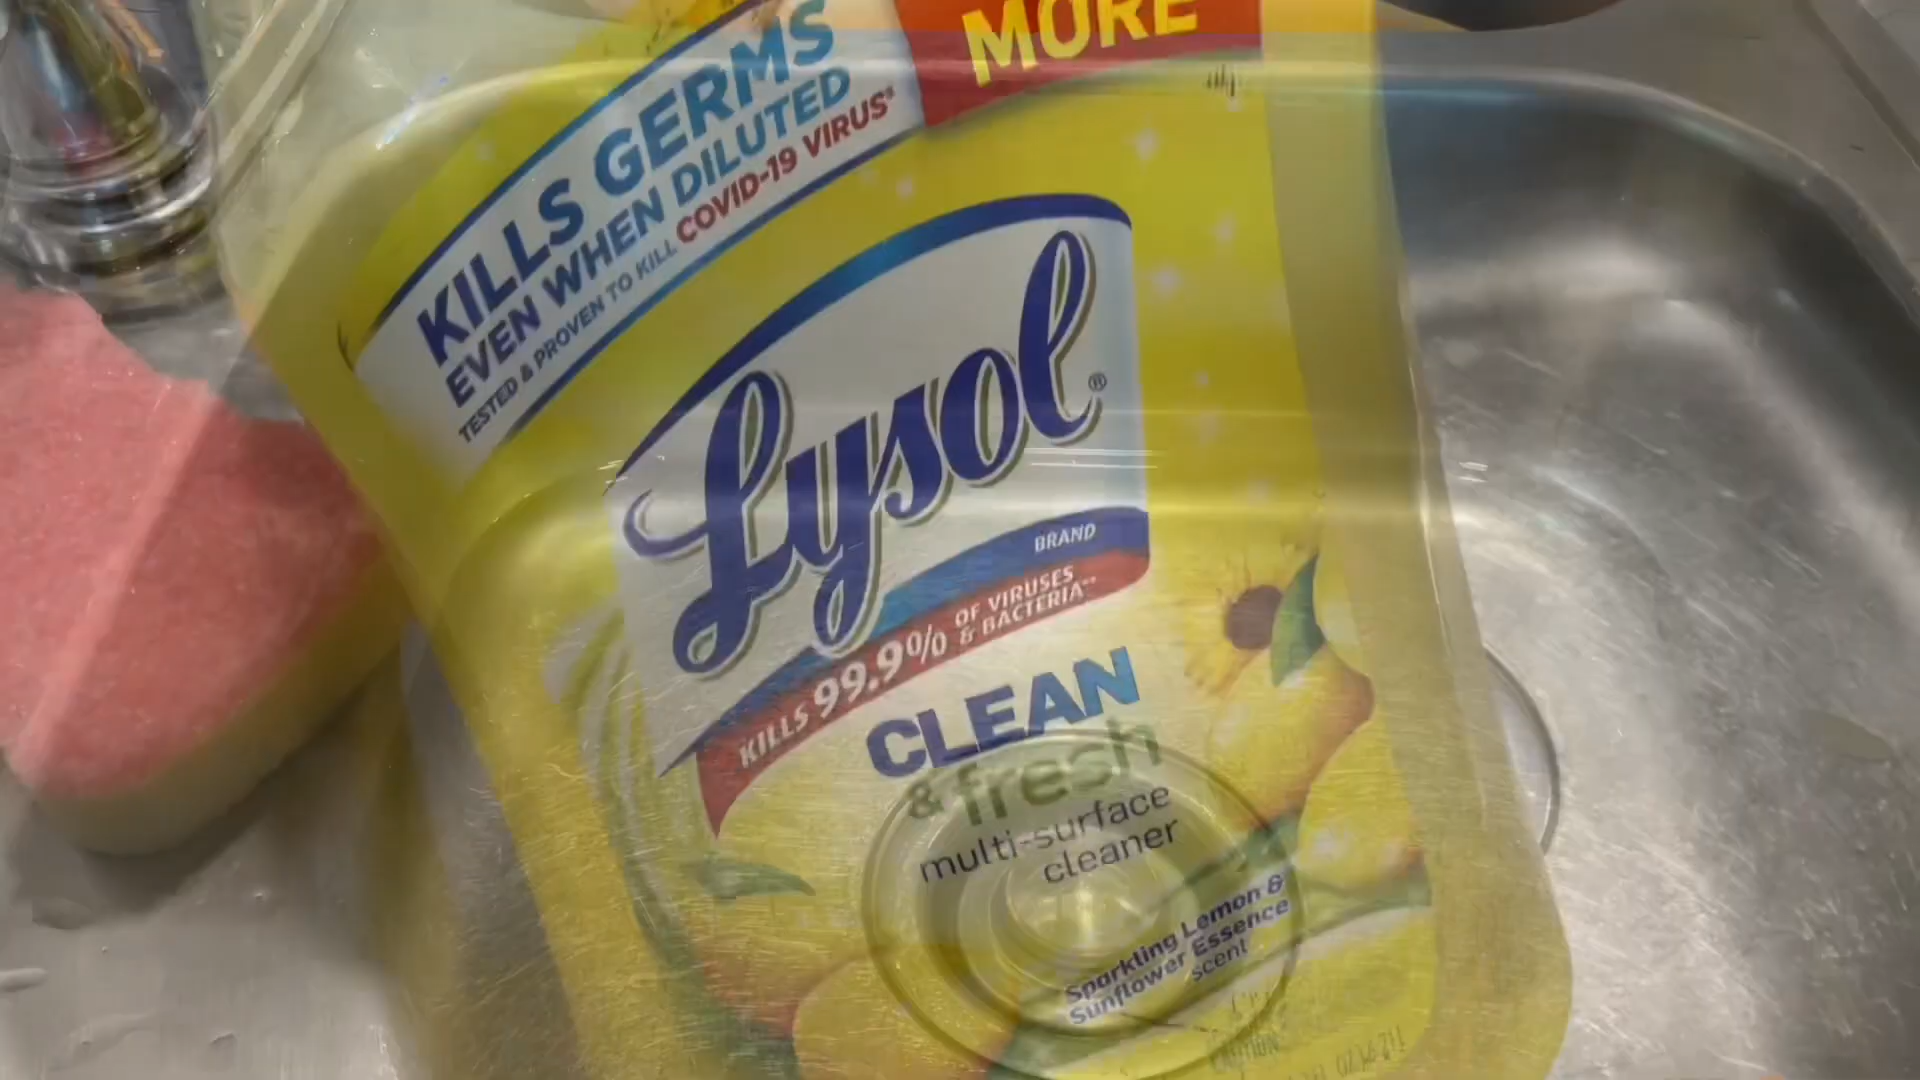 MORE
KILLS GERMS
EVEN WHEN DILUTED
TESTED & PROVEN TO KILL COVID-19 VIRUS*
Lysol®
BRAND
KILLS 99.9% OF VIRUSES
& BACTERIA**
CLEAN
& fresh
multi-surface
cleaner
Sparkling Lemon &
Sunflower Essence
scent